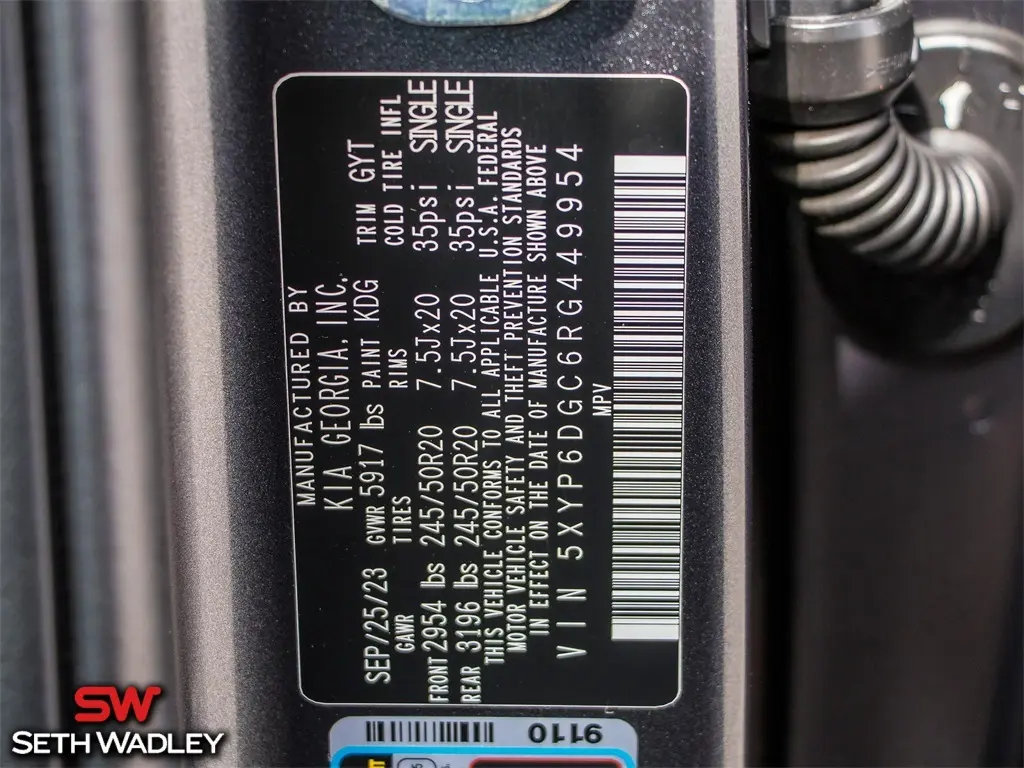 MANUFACTURED BY
KIA GEORGIA, INC.
SEP/25/23 GVWR 5917 lbs PAINT KDG TRIM GYT
GAWR TIRES RIMS COLD TIRE INFL
FRONT 2954 lbs 245/50R20 7.5Jx20 35psi SINGLE
REAR 3196 lbs 245/50R20 7.5Jx20 35psi SINGLE
THIS VEHICLE CONFORMS TO ALL APPLICABLE U.S.A. FEDERAL
MOTOR VEHICLE SAFETY AND THEFT PREVENTION STANDARDS
IN EFFECT ON THE DATE OF MANUFACTURE SHOWN ABOVE
VIN 5XYP6DGC6RG449954
MPV
9110
SW
SETH WADLEY